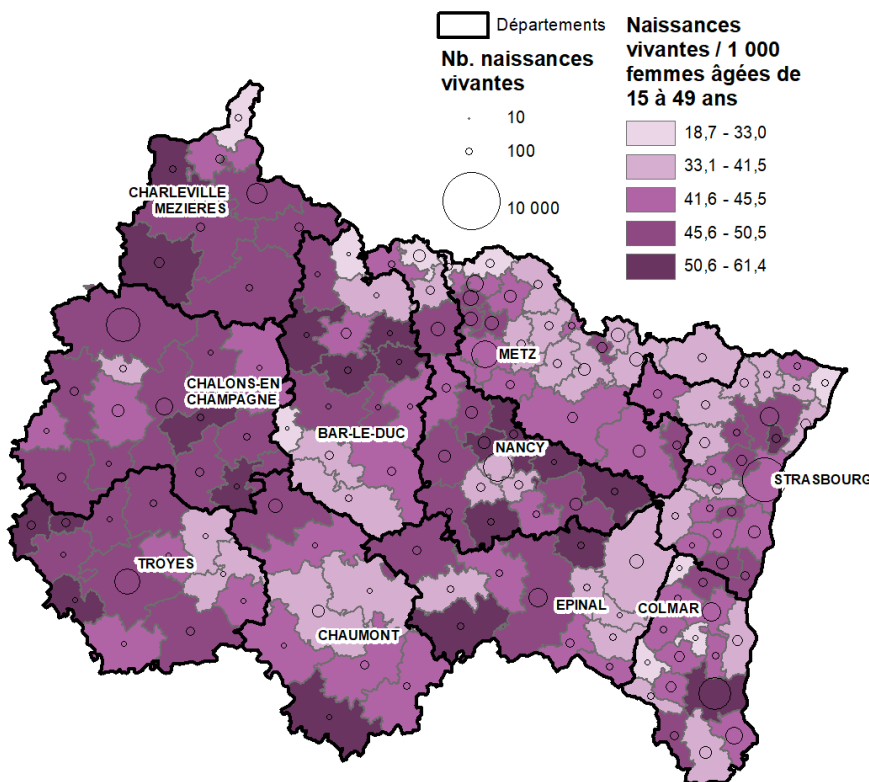 Départements
Nb. naissances
vivantes
10
100
10 000
Naissances
vivantes / 1 000
femmes âgées de
15 à 49 ans
18,7 - 33,0
33,1 - 41,5
41,6 - 45,5
45,6 - 50,5
50,6 - 61,4
CHARLEVILLE
MEZIERES
METZ
CHALONS-EN
CHAMPAGNE
BAR-LE-DUC
NANCY
STRASBOURG
TROYES
EPINAL
COLMAR
CHAUMONT